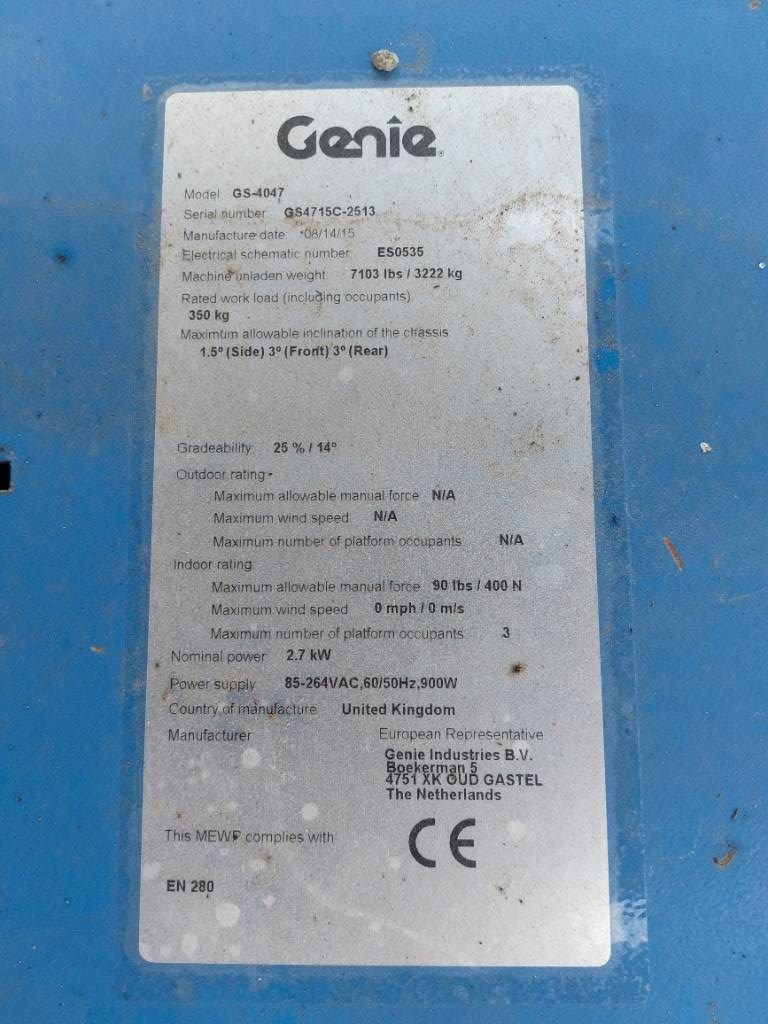 Genie
Model GS-4047
Serial number GS4715C-2513
Manufacture date 08/14/15
Electrical schematic number ES0535
Machine unladen weight 7103 lbs / 3222 kg
Rated work load (including occupants)
350 kg
Maximum allowable inclination of the chassis
1.5º (Side) 3º (Front) 3º (Rear)
Gradeability 25 % / 14º
Outdoor rating
Maximum allowable manual force N/A
Maximum wind speed N/A
Maximum number of platform occupants N/A
Indoor rating
Maximum allowable manual force 90 lbs / 400 N
Maximum wind speed 0 mph / 0 m/s
Maximum number of platform occupants 3
Nominal power 2.7 kW
Power supply 85-264VAC,60/50Hz,900W
Country of manufacture United Kingdom
Manufacturer European Representative
Genie Industries B.V.
Boekerman 5
4751 XK OUD GASTEL
The Netherlands
This MEWP complies with CE
EN 280